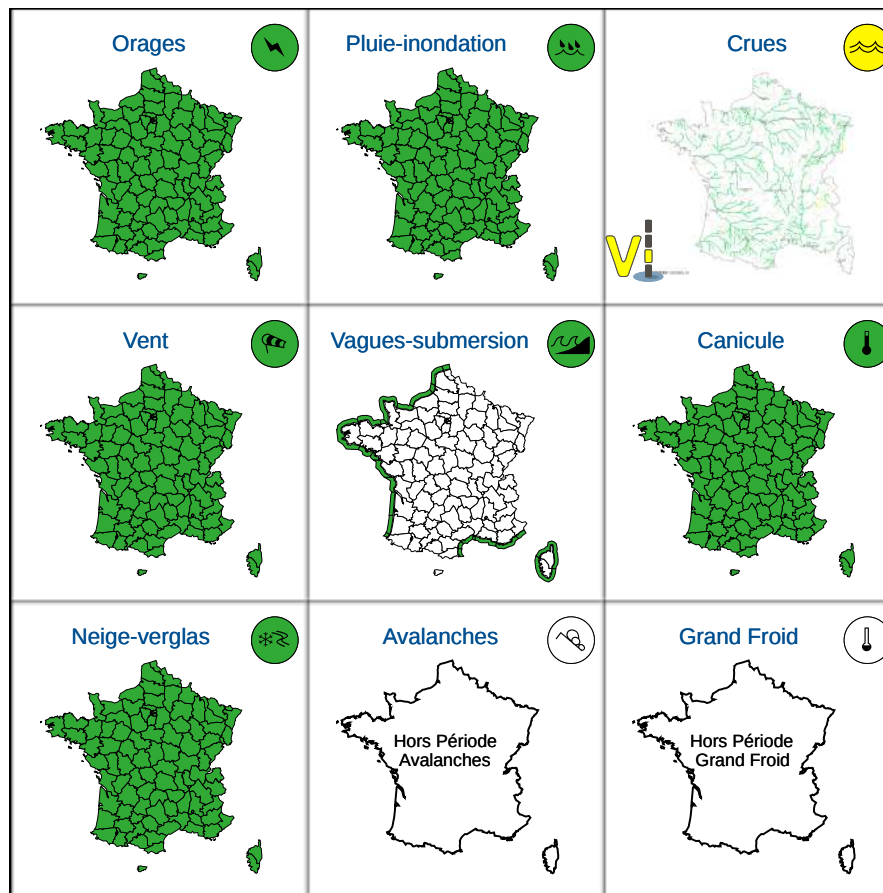 Orages
Pluie-inondation
Crues
Vent
Vagues-submersion
Canicule
Neige-verglas
Avalanches
Grand Froid
Hors Période
Avalanches
Hors Période
Grand Froid